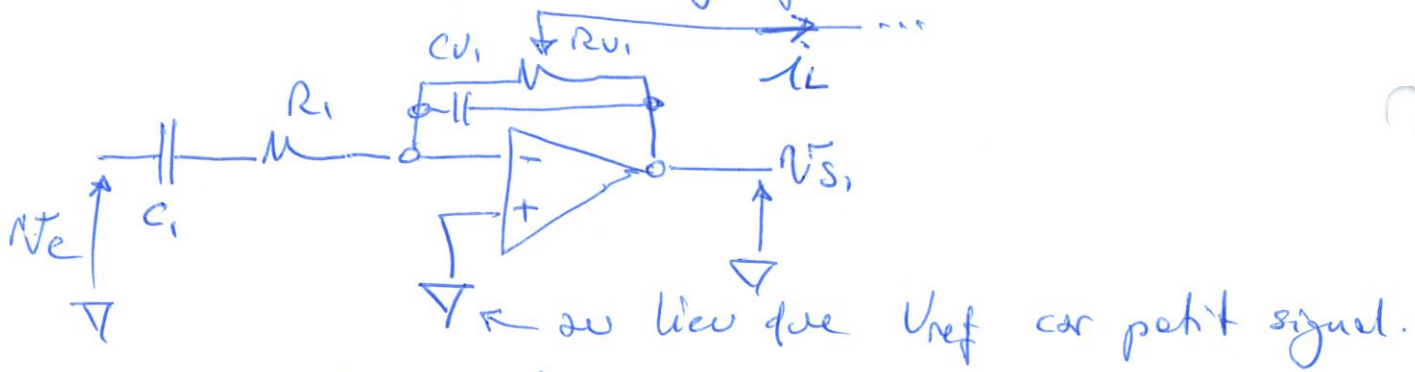 ...
CV₁ RV₁
iL
R₁
-
vs₁
+
C₁
ve
au lieu que Vref car petit signal.